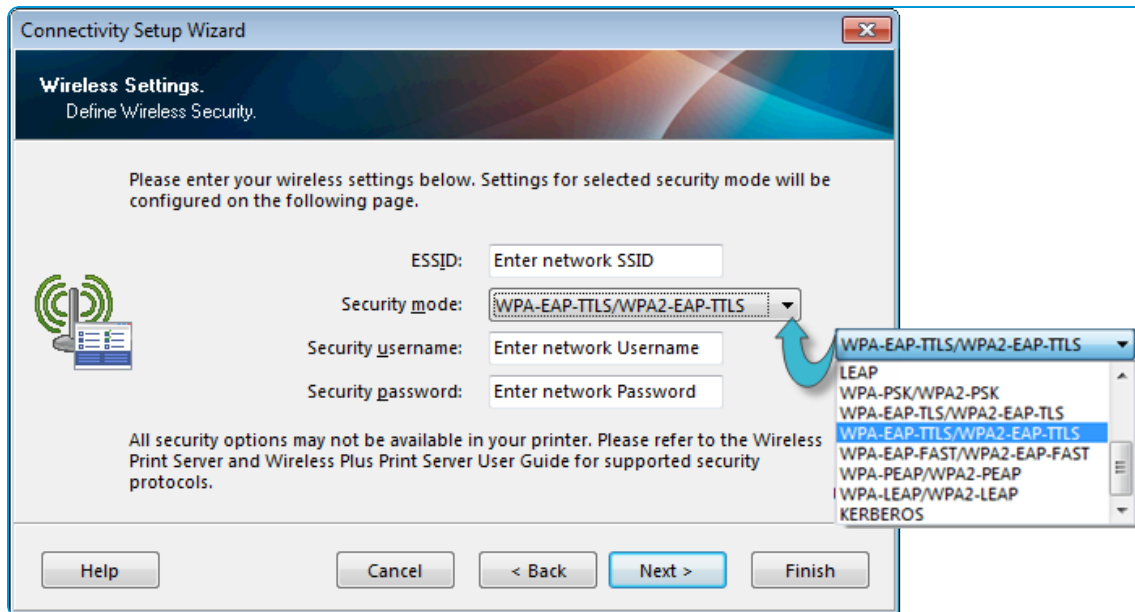 Connectivity Setup Wizard
Wireless Settings.
Define Wireless Security.
Please enter your wireless settings below. Settings for selected security mode will be
configured on the following page.
ESSID: Enter network SSID
Security mode: WPA-EAP-TTLS/WPA2-EAP-TTLS
Security username: Enter network Username
Security password: Enter network Password
All security options may not be available in your printer. Please refer to the Wireless
Print Server and Wireless Plus Print Server User Guide for supported security
protocols.
WPA-EAP-TTLS/WPA2-EAP-TTLS
LEAP
WPA-PSK/WPA2-PSK
WPA-EAP-TLS/WPA2-EAP-TLS
WPA-EAP-TTLS/WPA2-EAP-TTLS
WPA-EAP-FAST/WPA2-EAP-FAST
WPA-PEAP/WPA2-PEAP
WPA-LEAP/WPA2-LEAP
KERBEROS
Help Cancel < Back Next > Finish